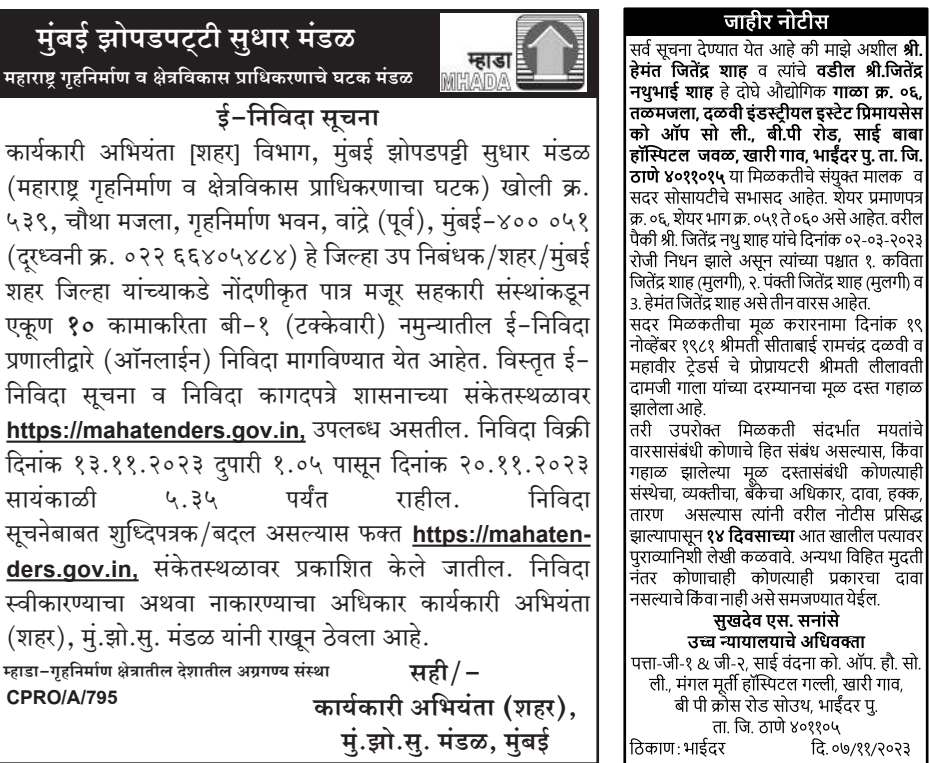 मुंबई झोपडपट्टी सुधार मंडळ
महाराष्ट्र गृहनिर्माण व क्षेत्रविकास प्राधिकरणाचे घटक मंडळ
म्हाडा
MHADA
ई-निविदा सूचना
कार्यकारी अभियंता [शहर] विभाग, मुंबई झोपडपट्टी सुधार मंडळ
(महाराष्ट्र गृहनिर्माण व क्षेत्रविकास प्राधिकरणाचा घटक) खोली क्र.
५३९, चौथा मजला, गृहनिर्माण भवन, वांद्रे (पूर्व), मुंबई-४०० ०५१
(दूरध्वनी क्र. ०२२ ६६४०५४८४) हे जिल्हा उप निबंधक/शहर/मुंबई
शहर जिल्हा यांच्याकडे नोंदणीकृत पात्र मजूर सहकारी संस्थांकडून
एकूण १० कामाकरिता बी-१ (टक्केवारी) नमुन्यातील ई-निविदा
प्रणालीद्वारे (ऑनलाईन) निविदा मागविण्यात येत आहेत. विस्तृत ई-
निविदा सूचना व निविदा कागदपत्रे शासनाच्या संकेतस्थळावर
https://mahatenders.gov.in, उपलब्ध असतील. निविदा विक्री
दिनांक १३.११.२०२३ दुपारी १.०५ पासून दिनांक २०.११.२०२३
सायंकाळी ५.३५ पर्यंत राहील. निविदा
सूचनेबाबत शुध्दिपत्रक/बदल असल्यास फक्त https://mahaten-
ders.gov.in, संकेतस्थळावर प्रकाशित केले जातील. निविदा
स्वीकारण्याचा अथवा नाकारण्याचा अधिकार कार्यकारी अभियंता
(शहर), मुं.झो.सु. मंडळ यांनी राखून ठेवला आहे.
म्हाडा-गृहनिर्माण क्षेत्रातील देशातील अग्रगण्य संस्था
CPRO/A/795
सही/-
कार्यकारी अभियंता (शहर),
मुं.झो.सु. मंडळ, मुंबई
जाहीर नोटीस
सर्व सूचना देण्यात येत आहे की माझे अशील श्री.
हेमंत जितेंद्र शाह व त्यांचे वडील श्री.जितेंद्र
नथुभाई शाह हे दोघे औद्योगिक गाळा क्र. ०६,
तळमजला, दळवी इंडस्ट्रीयल इस्टेट प्रिमायसेस
को ऑप सो ली., बी.पी रोड, साई बाबा
हॉस्पिटल जवळ, खारी गाव, भाईंदर पु. ता. जि.
ठाणे ४०११०१५ या मिळकतीचे संयुक्त मालक व
सदर सोसायटीचे सभासद आहेत. शेयर प्रमाणपत्र
क्र. ०६, शेयर भाग क्र. ०५१ ते ०६० असे आहेत. वरील
पैकी श्री. जितेंद्र नथु शाह यांचे दिनांक ०२-०३-२०२३
रोजी निधन झाले असून त्यांच्या पश्चात १. कविता
जितेंद्र शाह (मुलगी), २. पंक्ती जितेंद्र शाह (मुलगी) व
3. हेमंत जितेंद्र शाह असे तीन वारस आहेत.
सदर मिळकतीचा मूळ करारनामा दिनांक १९
नोव्हेंबर १९८१ श्रीमती सीताबाई रामचंद्र दळवी व
महावीर ट्रेडर्स चे प्रोप्रायटरी श्रीमती लीलावती
दामजी गाला यांच्या दरम्यानचा मूळ दस्त गहाळ
झालेला आहे.
तरी उपरोक्त मिळकती संदर्भात मयतांचे
वारसासंबंधी कोणाचे हित संबंध असल्यास, किंवा
गहाळ झालेल्या मूळ दस्तासंबंधी कोणत्याही
संस्थेचा, व्यक्तीचा, बँकेचा अधिकार, दावा, हक्क,
तारण असल्यास त्यांनी वरील नोटीस प्रसिद्ध
झाल्यापासून १४ दिवसाच्या आत खालील पत्यावर
पुराव्यानिशी लेखी कळवावे. अन्यथा विहित मुदती
नंतर कोणाचाही कोणत्याही प्रकारचा दावा
नसल्याचे किंवा नाही असे समजण्यात येईल.
सुखदेव एस. सनांसे
उच्च न्यायालयाचे अधिवक्ता
पत्ता-जी-१ & जी-२, साई वंदना को. ऑप. हौ. सो.
ली., मंगल मूर्ती हॉस्पिटल गल्ली, खारी गाव,
बी पी क्रोस रोड सोउथ, भाईंदर पु.
ता. जि. ठाणे ४०११०५
ठिकाण : भाईंदर दि. ०७/११/२०२३